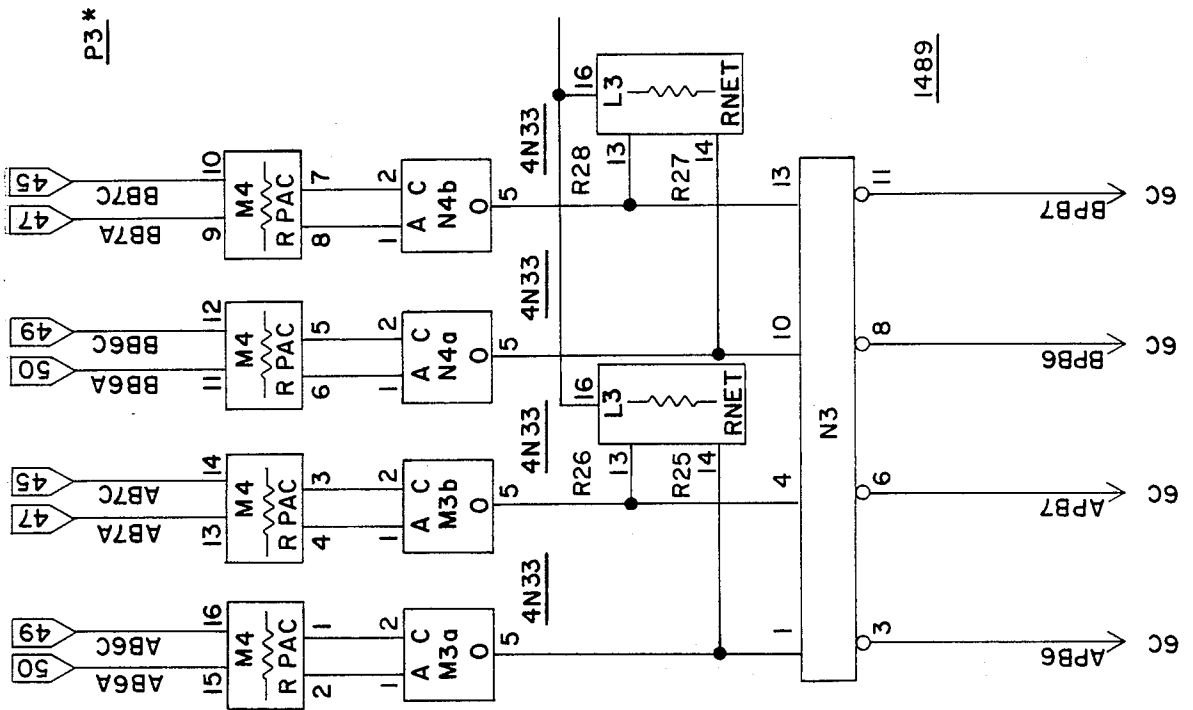 P3*
45
47
49
50
45
47
49
50
BB7C
BB7A
BB6C
BB6A
AB7C
AB7A
AB6C
AB6A
10
9
12
11
14
13
16
15
M4
RPAC
M4
RPAC
M4
RPAC
M4
RPAC
7
8
5
6
3
4
1
2
2
1
2
1
2
1
2
1
A C
N4b
O
A C
N4a
O
A C
M3b
O
A C
M3a
O
5
5
5
5
4N33
4N33
4N33
4N33
16
L3
RNET
R28
13
R27
14
16
L3
RNET
R26
13
R25
14
13
10
4
1
N3
1489
11
8
6
3
BPB7
BPB6
APB7
APB6
6C
6C
6C
6C